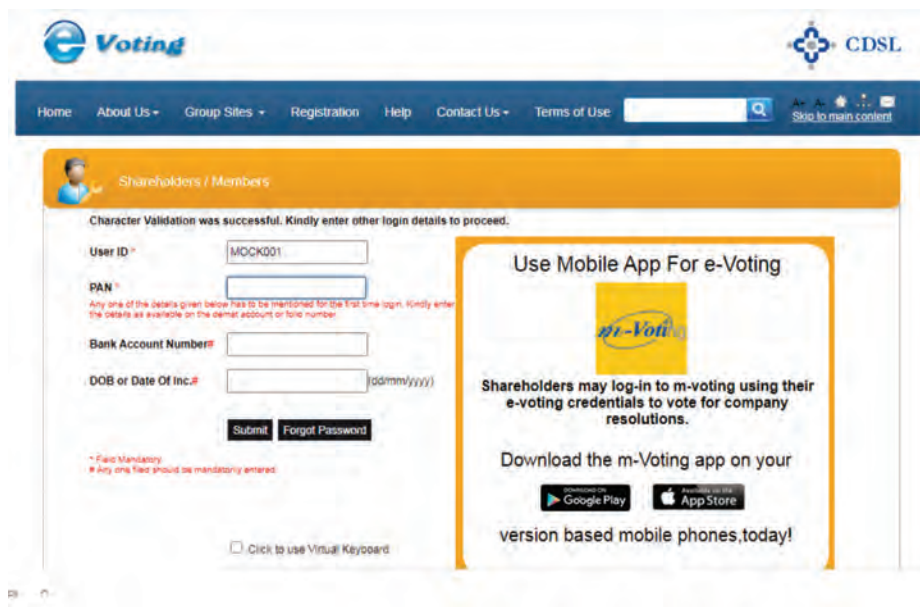 e Voting
CDSL
Home About Us Group Sites Registration Help Contact Us Terms of Use
A+ A-
Skip to main content
Shareholders / Members
Character Validation was successful. Kindly enter other login details to proceed.
User ID * MOCK001
PAN *
Any one of the details given below has to be mentioned for the first time login. Kindly enter
the details as available on the demat account or folio number.
Bank Account Number#
DOB or Date Of Inc.# (dd/mm/yyyy)
Submit Forgot Password
* Field Mandatory
# Any one filed should be mandatorily entered
Click to use Virtual Keyboard
Use Mobile App For e-Voting
m-Voting
Shareholders may log-in to m-voting using their
e-voting credentials to vote for company
resolutions.
Download the m-Voting app on your
Google Play
Available on the
App Store
version based mobile phones,today!